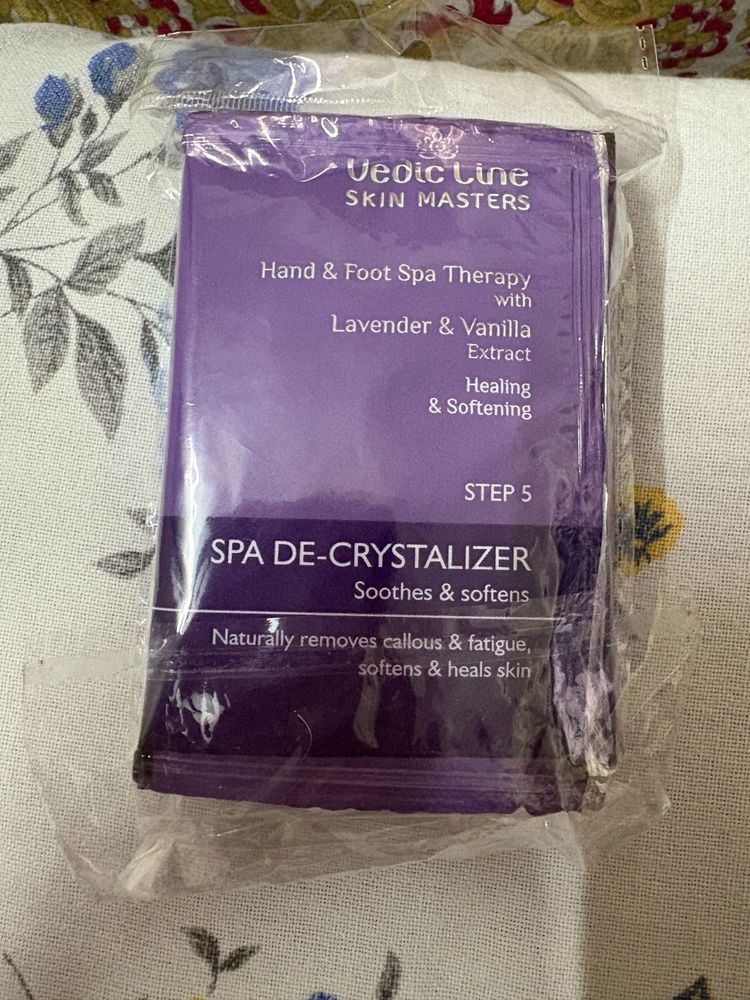 Vedic Line
SKIN MASTERS
Hand & Foot Spa Therapy
with
Lavender & Vanilla
Extract
Healing
& Softening
STEP 5
SPA DE-CRYSTALIZER
Soothes & softens
Naturally removes callous & fatigue,
softens & heals skin